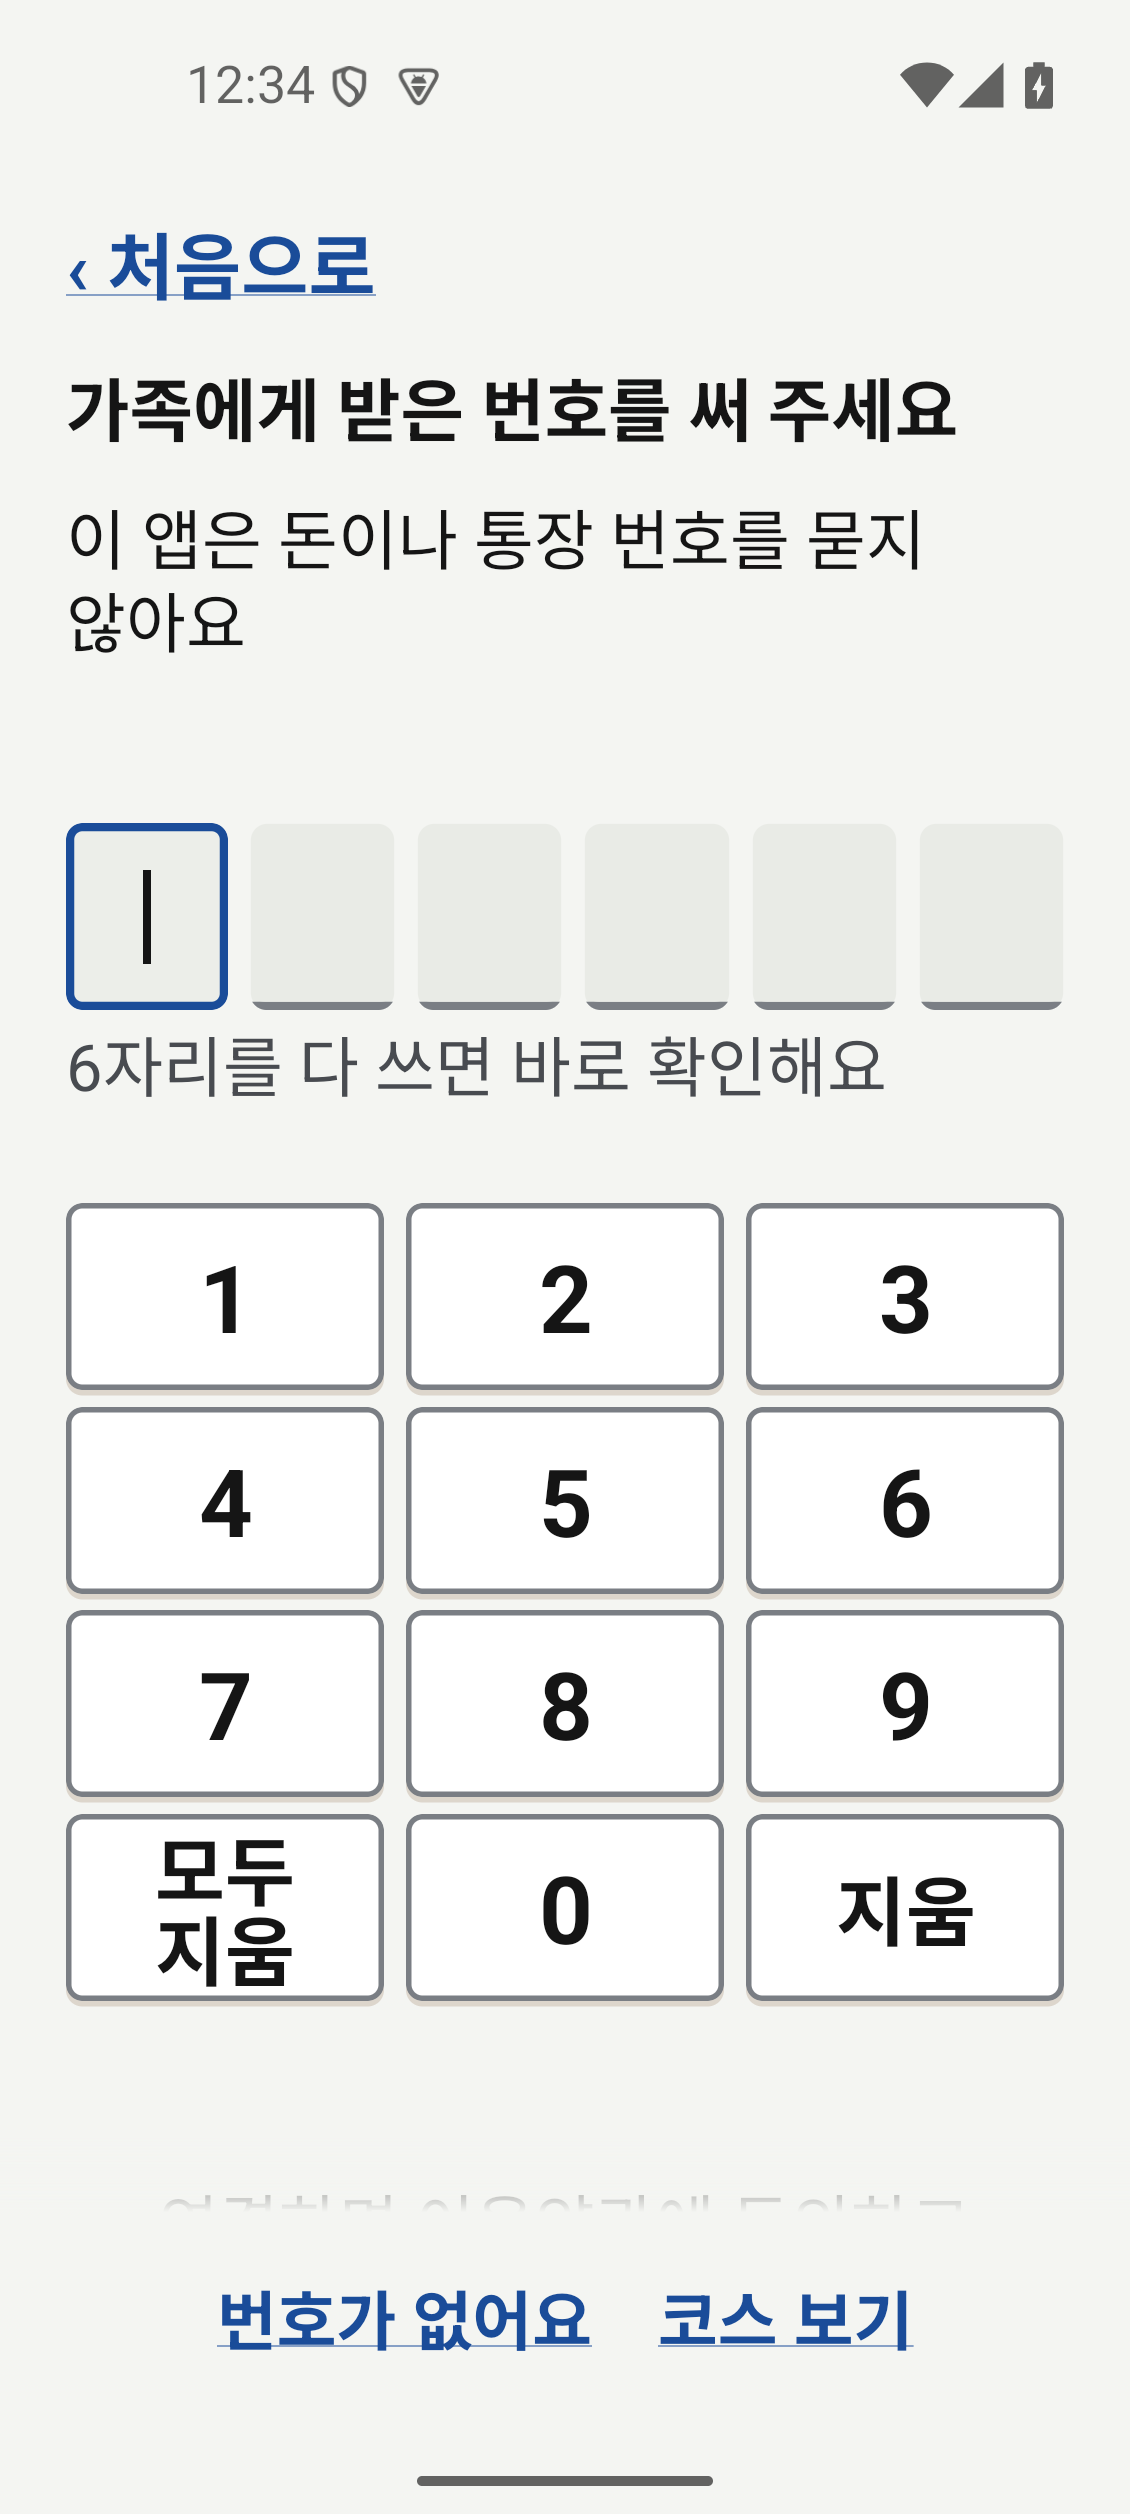 12:34
‹ 처음으로
가족에게 받은 번호를 써 주세요
이 앱은 돈이나 통장 번호를 묻지
않아요
6자리를 다 쓰면 바로 확인해요
1 2 3
4 5 6
7 8 9
모두
지움
0 지움
번호가 없어요 코스 보기